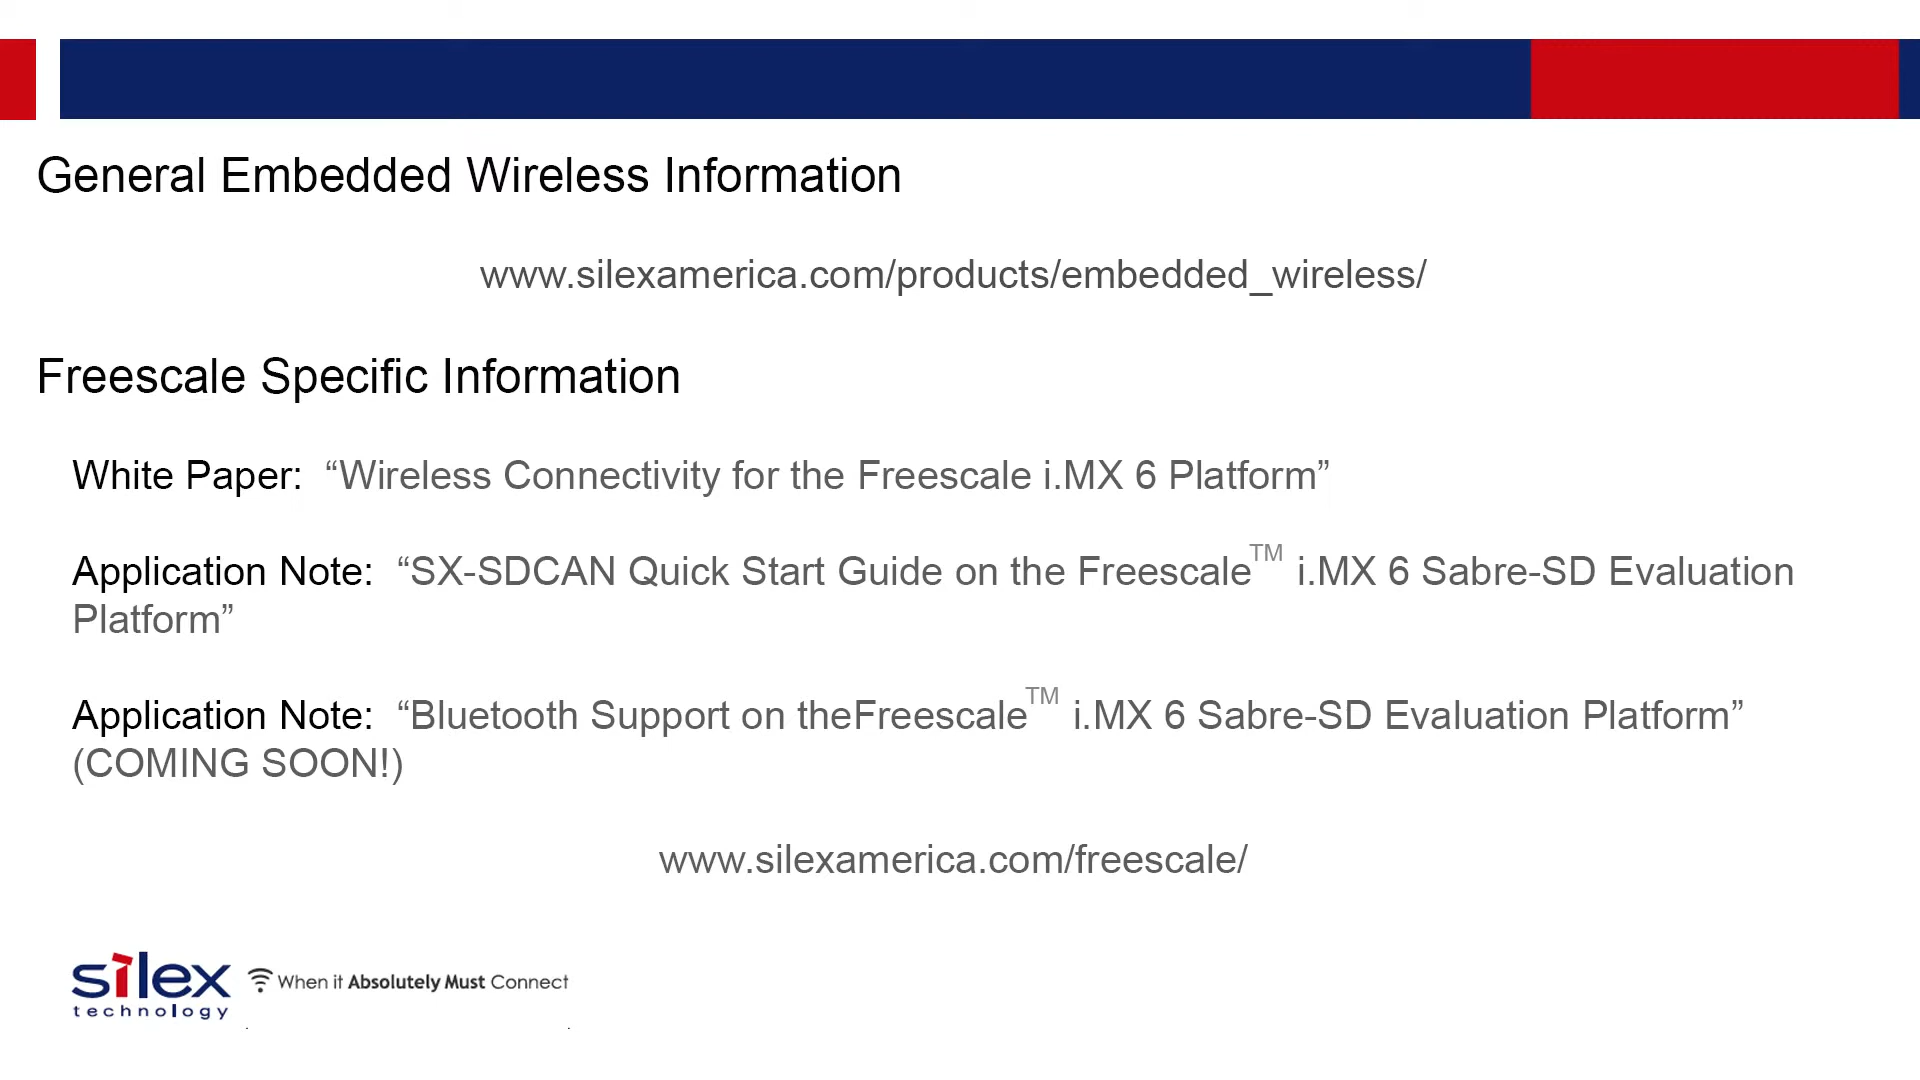 General Embedded Wireless Information
www.silexamerica.com/products/embedded_wireless/
Freescale Specific Information
White Paper:  “Wireless Connectivity for the Freescale i.MX 6 Platform”
Application Note:  “SX-SDCAN Quick Start Guide on the Freescale™ i.MX 6 Sabre-SD Evaluation
Platform”
Application Note:  “Bluetooth Support on theFreescale™ i.MX 6 Sabre-SD Evaluation Platform”
(COMING SOON!)
www.silexamerica.com/freescale/
silex
technology
When it Absolutely Must Connect